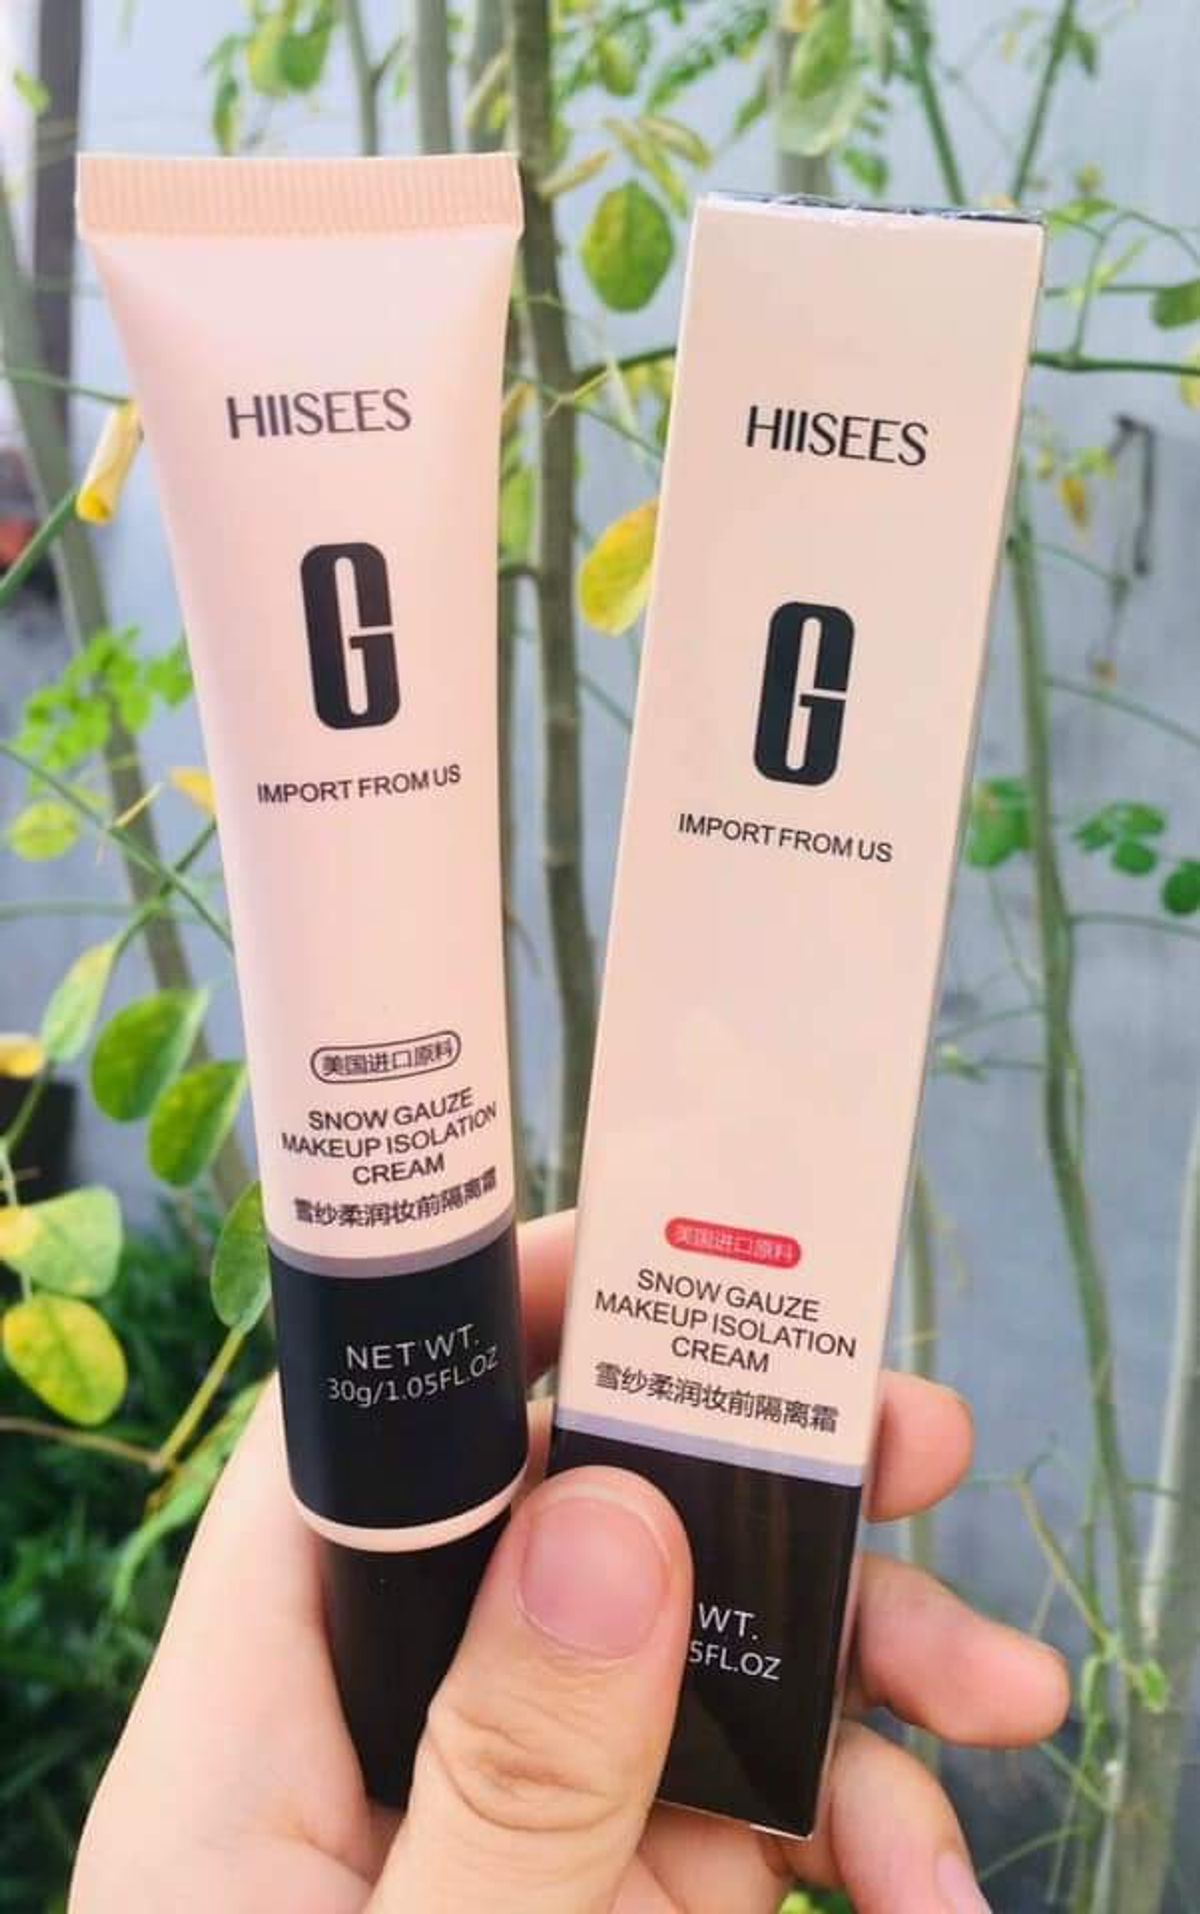 HIISEES
G
IMPORT FROM US
美国进口原料
SNOW GAUZE
MAKEUP ISOLATION
CREAM
雪纱柔润妆前隔离霜
NET WT.
30g/1.05FL.OZ
HIISEES
G
IMPORT FROM US
美国进口原料
SNOW GAUZE
MAKEUP ISOLATION
CREAM
雪纱柔润妆前隔离霜
WT.
5FL.OZ